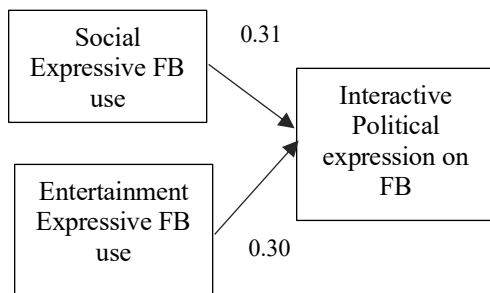 Social
Expressive FB
use
0.31
Interactive
Political
expression on
FB
Entertainment
Expressive FB
use
0.30